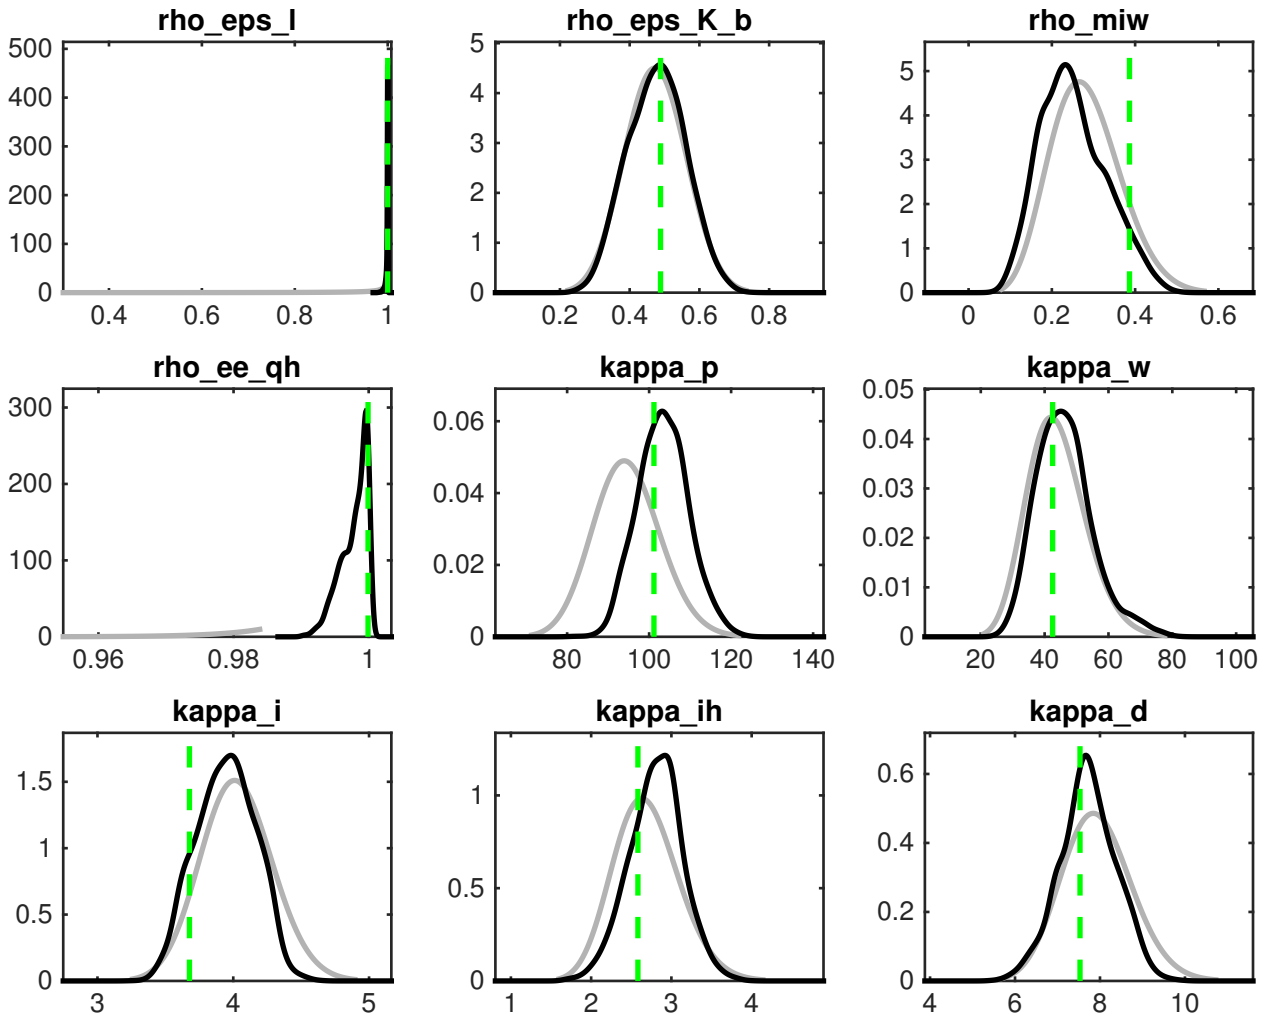 rho_eps_l
500
400
300
200
100
0
0.4 0.6 0.8 1
rho_eps_K_b
5
4
3
2
1
0
0.2 0.4 0.6 0.8
rho_miw
5
4
3
2
1
0
0 0.2 0.4 0.6
rho_ee_qh
300
200
100
0
0.96 0.98 1
kappa_p
0.06
0.04
0.02
0
80 100 120 140
kappa_w
0.05
0.04
0.03
0.02
0.01
0
20 40 60 80 100
kappa_i
1.5
1
0.5
0
3 4 5
kappa_ih
1
0.5
0
1 2 3 4
kappa_d
0.6
0.4
0.2
0
4 6 8 10